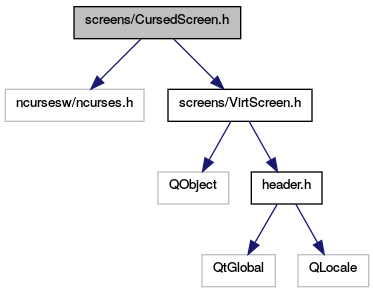 screens/CursedScreen.h
ncursesw/ncurses.h
screens/VirtScreen.h
QObject
header.h
QtGlobal
QLocale